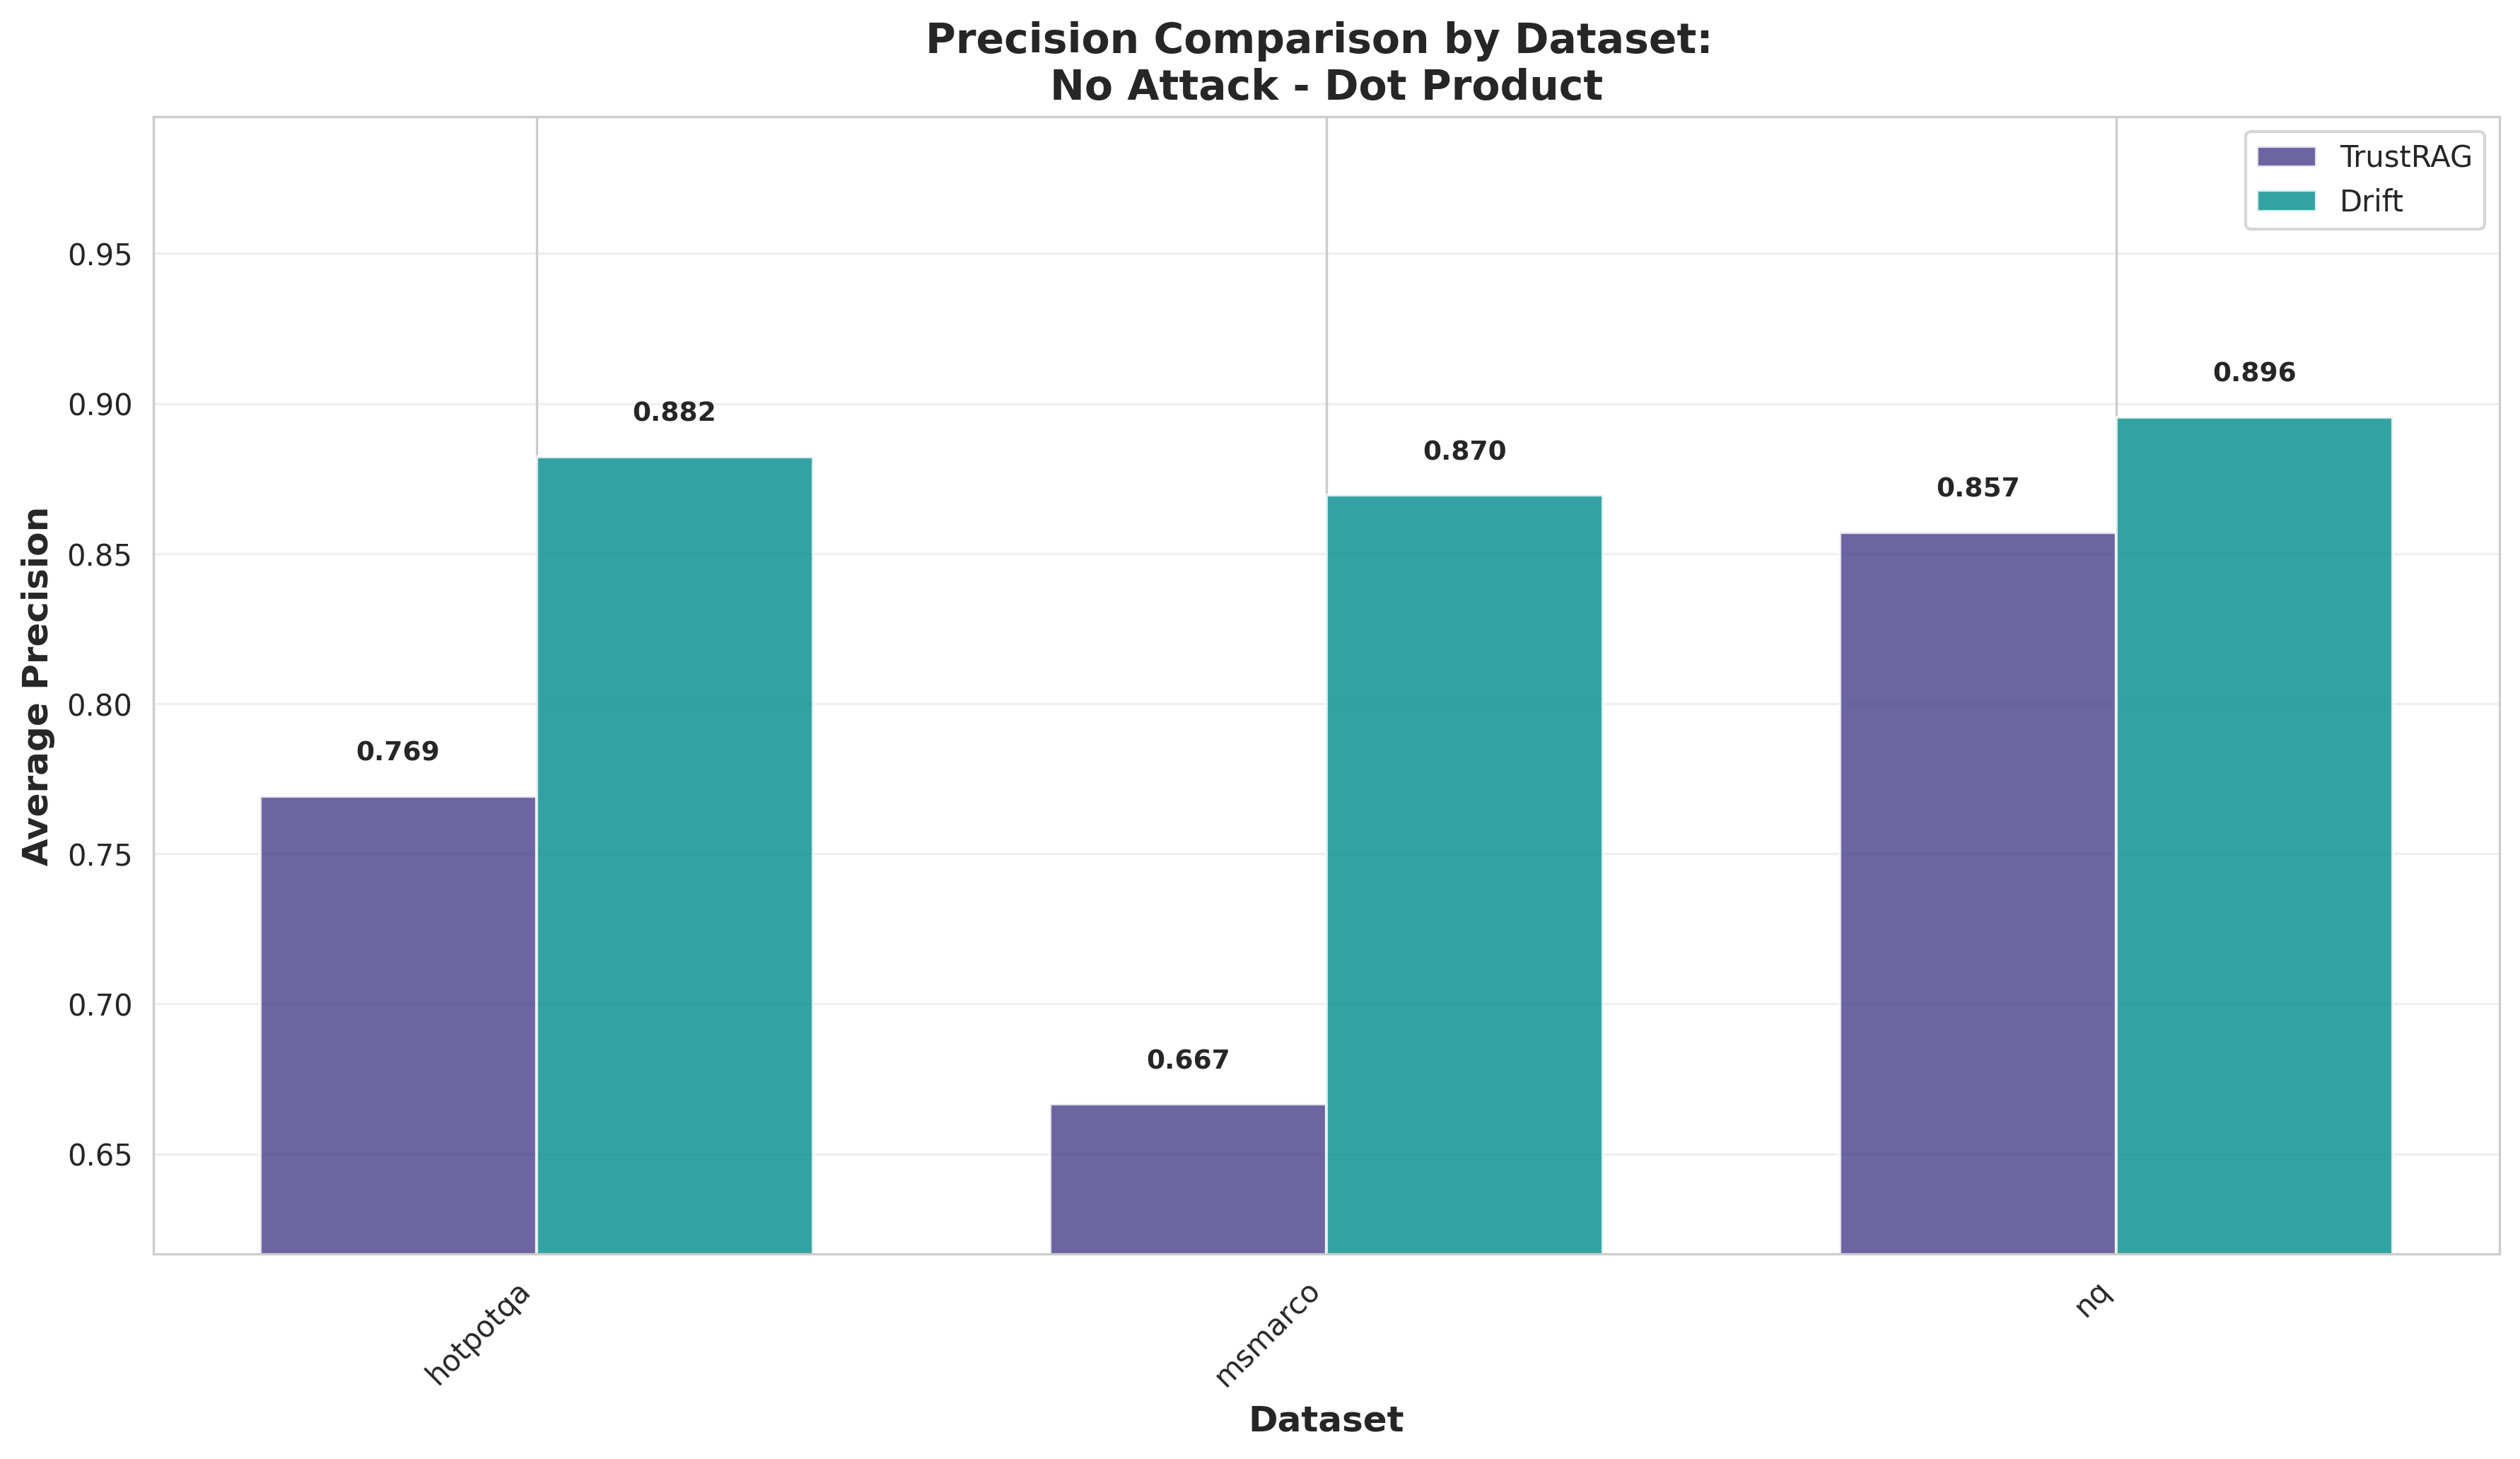 Precision Comparison by Dataset:
No Attack - Dot Product
TrustRAG
Drift
Average Precision
0.95
0.90
0.85
0.80
0.75
0.70
0.65
0.769
0.882
0.667
0.870
0.857
0.896
hotpotqa
msmarco
nq
Dataset